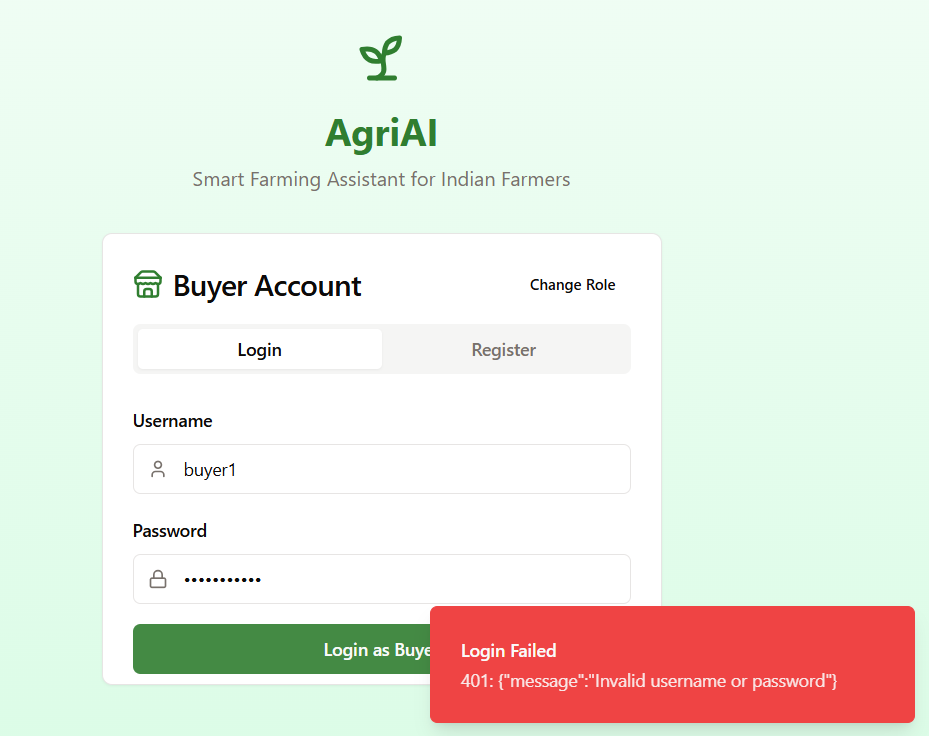 AgriAI
Smart Farming Assistant for Indian Farmers
Buyer Account
Change Role
Login
Register
Username
buyer1
Password
•••••••••••
Login as Buye
Login Failed
401: {"message":"Invalid username or password"}